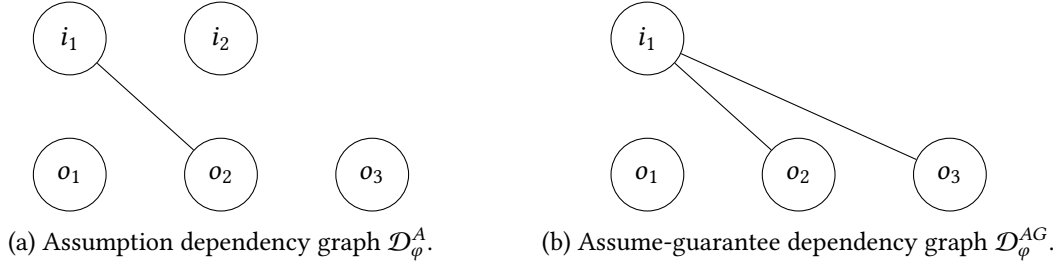 i₁ i₂ i₁
o₁ o₂ o₃ o₁ o₂ o₃
(a) Assumption dependency graph 𝒟_φ^A. (b) Assume-guarantee dependency graph 𝒟_φ^{AG}.